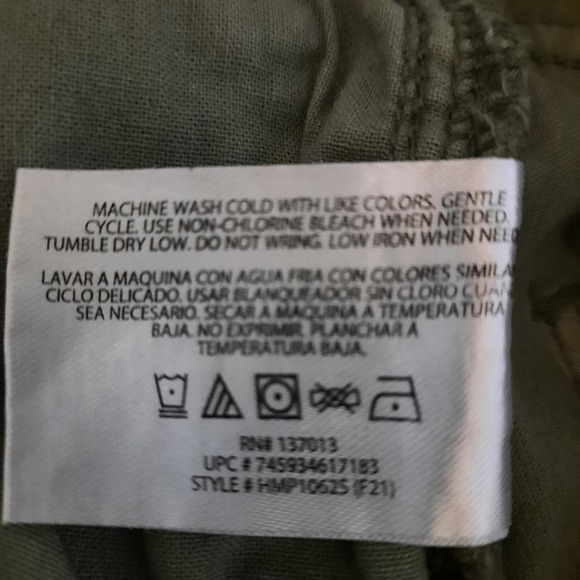 MACHINE WASH COLD WITH LIKE COLORS. GENTLE
CYCLE. USE NON-CHLORINE BLEACH WHEN NEEDED.
TUMBLE DRY LOW. DO NOT WRING. LOW IRON WHEN
LAVAR A MAQUINA CON AGUA FRIA CON COLORES
CICLO DELICADO. USAR BLANQUEADOR SIN CLORO
SEA NECESARIO. SECAR A MAQUINA A TEMPERATURA
BAJA. NO EXPRIMIR. PLANCHAR A
TEMPERATURA BAJA.
RN# 137013
UPC # 745934617183
STYLE # HMP10625 (F21)